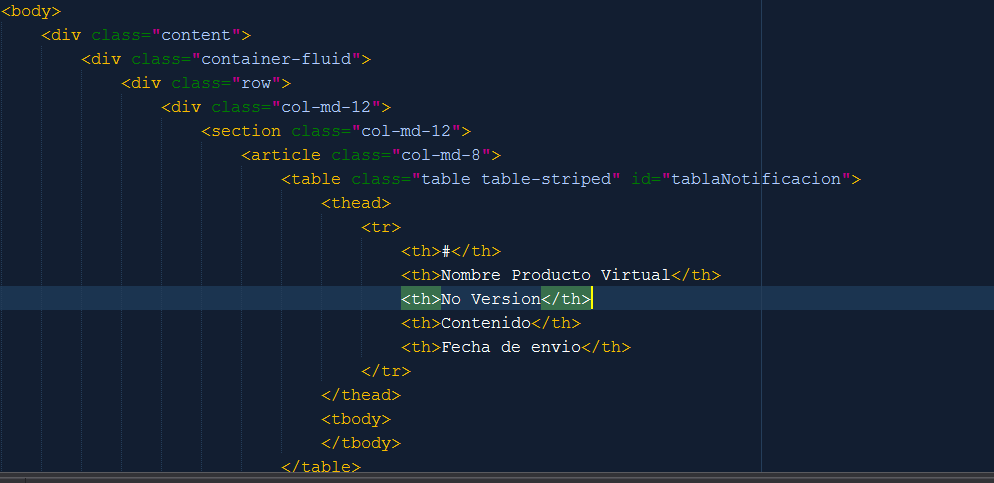 <body>
<div class="content">
<div class="container-fluid">
<div class="row">
<div class="col-md-12">
<section class="col-md-12">
<article class="col-md-8">
<table class="table table-striped" id="tablaNotificacion">
<thead>
<tr>
<th>#</th>
<th>Nombre Producto Virtual</th>
<th>No Version</th>
<th>Contenido</th>
<th>Fecha de envio</th>
</tr>
</thead>
<tbody>
</tbody>
</table>